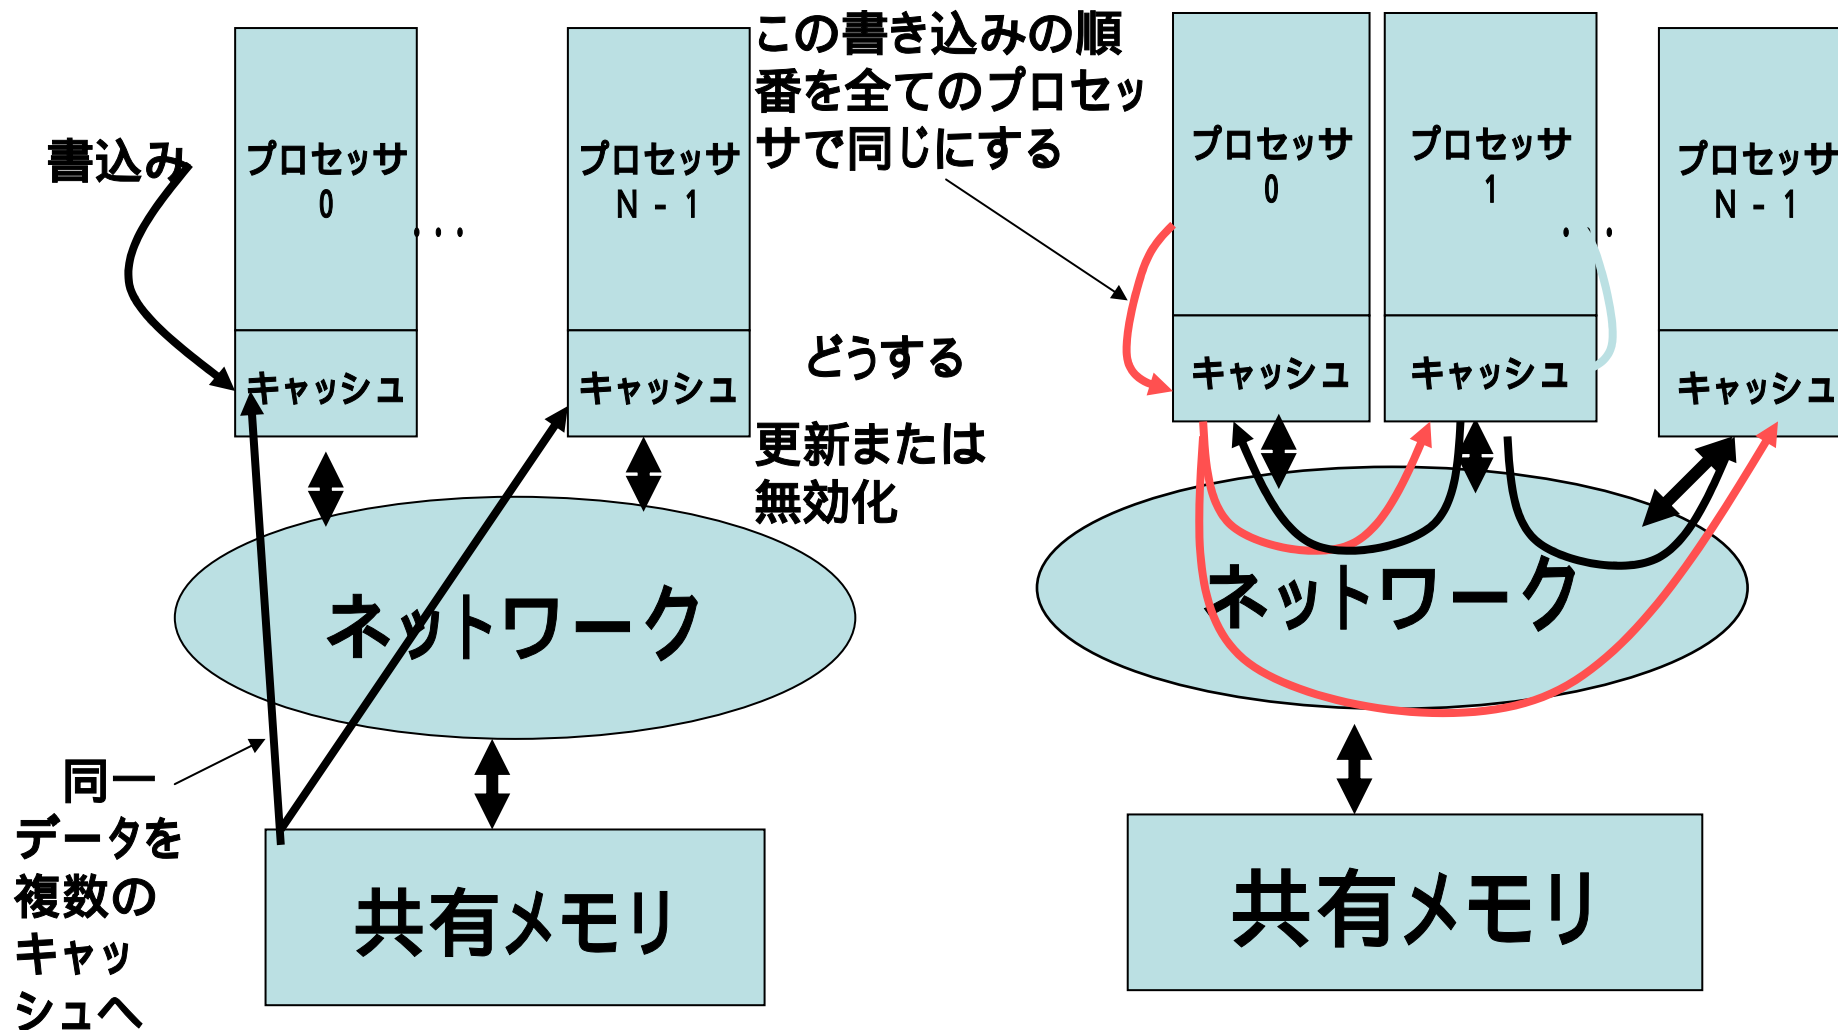 書込み
プロセッサ
0
・・・
プロセッサ
N - 1
キャッシュ
キャッシュ
どうする
更新または
無効化
ネットワーク
同一
データを
複数の
キャッ
シュへ
共有メモリ
この書き込みの順
番を全てのプロセッ
サで同じにする
プロセッサ
0
プロセッサ
1
・・・
プロセッサ
N - 1
キャッシュ
キャッシュ
キャッシュ
ネットワーク
共有メモリ